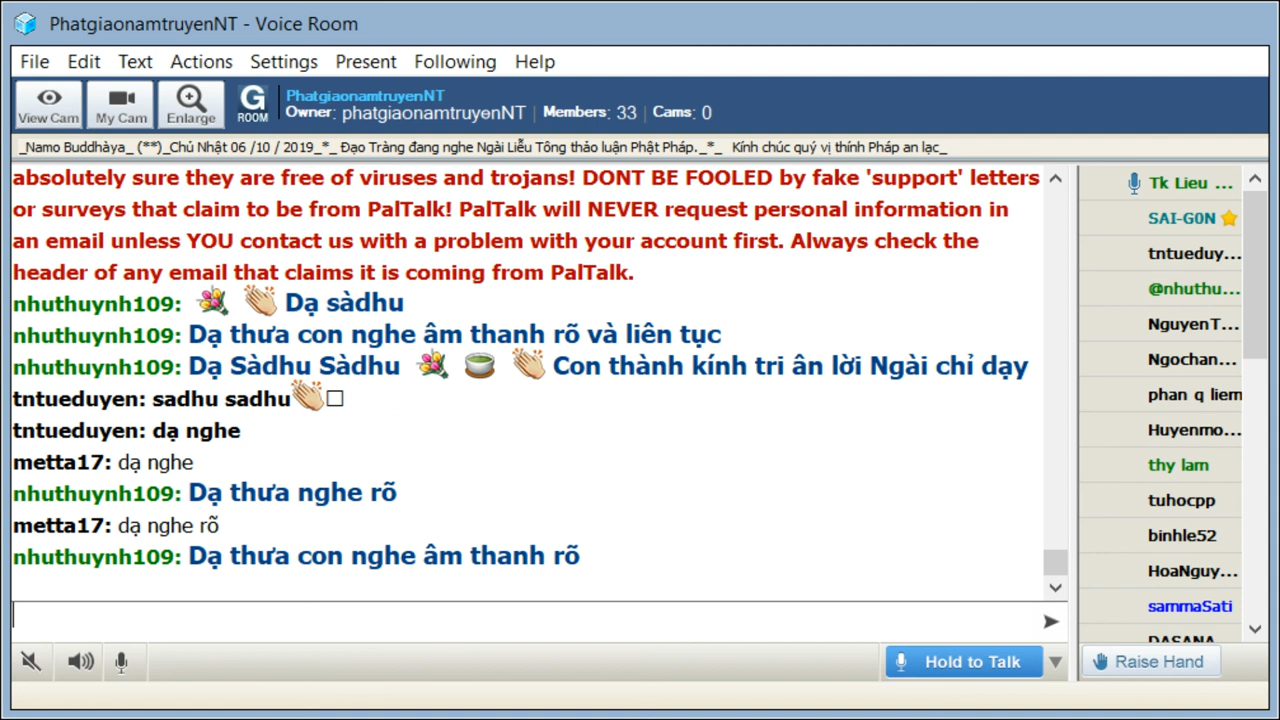 PhatgiaonamtruyenNT - Voice Room
File Edit Text Actions Settings Present Following Help
View Cam My Cam Enlarge G ROOM
PhatgiaonamtruyenNT
Owner: phatgiaonamtruyenNT | Members: 33 | Cams: 0
_Namo Buddhàya_ (**)_Chủ Nhật 06 /10 / 2019_*_ Đạo Tràng đang nghe Ngài Liễu Tông thảo luận Phật Pháp._*_ Kính chúc quý vị thính Pháp an lạc_
absolutely sure they are free of viruses and trojans! DONT BE FOOLED by fake 'support' letters
or surveys that claim to be from PalTalk! PalTalk will NEVER request personal information in
an email unless YOU contact us with a problem with your account first. Always check the
header of any email that claims it is coming from PalTalk.
nhuthuynh109: 💐 👏 Dạ sàdhu
nhuthuynh109: Dạ thưa con nghe âm thanh rõ và liên tục
nhuthuynh109: Dạ Sàdhu Sàdhu 💐 🍵 👏 Con thành kính tri ân lời Ngài chỉ dạy
tntueduyen: sadhu sadhu👏□
tntueduyen: dạ nghe
metta17: dạ nghe
nhuthuynh109: Dạ thưa nghe rõ
metta17: dạ nghe rõ
nhuthuynh109: Dạ thưa con nghe âm thanh rõ
Tk Lieu ...
SAI-G0N
tntueduy...
@nhuthu...
NguyenT...
Ngochan...
phan q liem
Huyenmo...
thy lam
tuhocpp
binhle52
HoaNguy...
sammaSati
DASANA
Hold to Talk
Raise Hand